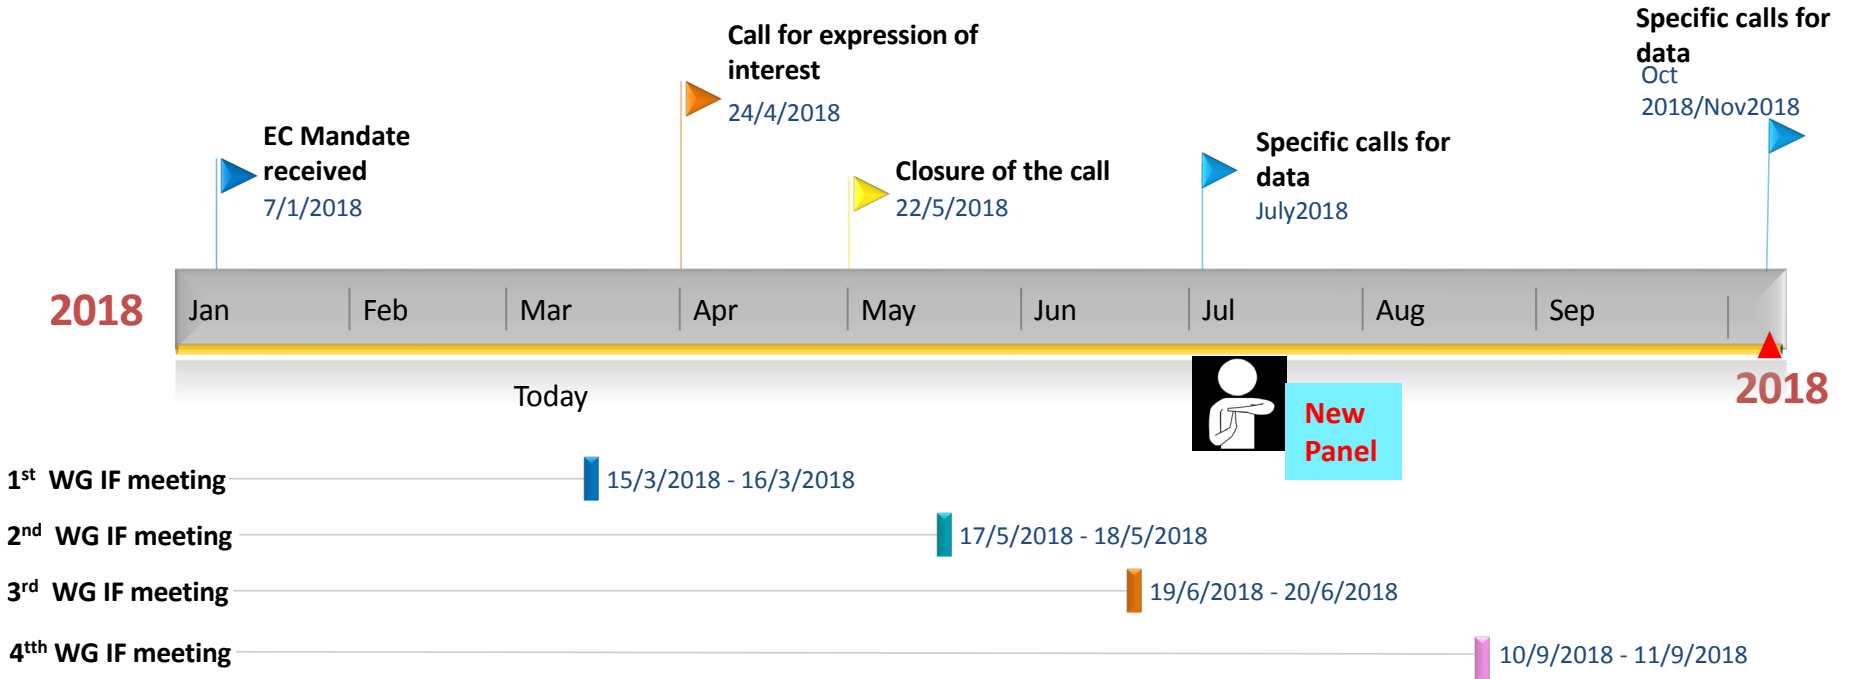 Specific calls for
data
Oct
2018/Nov2018
Call for expression of
interest
24/4/2018
EC Mandate
received
7/1/2018
Closure of the call
22/5/2018
Specific calls for
data
July2018
2018 Jan Feb Mar Apr May Jun Jul Aug Sep
2018
Today
New
Panel
1st WG IF meeting 15/3/2018 - 16/3/2018
2nd WG IF meeting 17/5/2018 - 18/5/2018
3rd WG IF meeting 19/6/2018 - 20/6/2018
4tth WG IF meeting 10/9/2018 - 11/9/2018